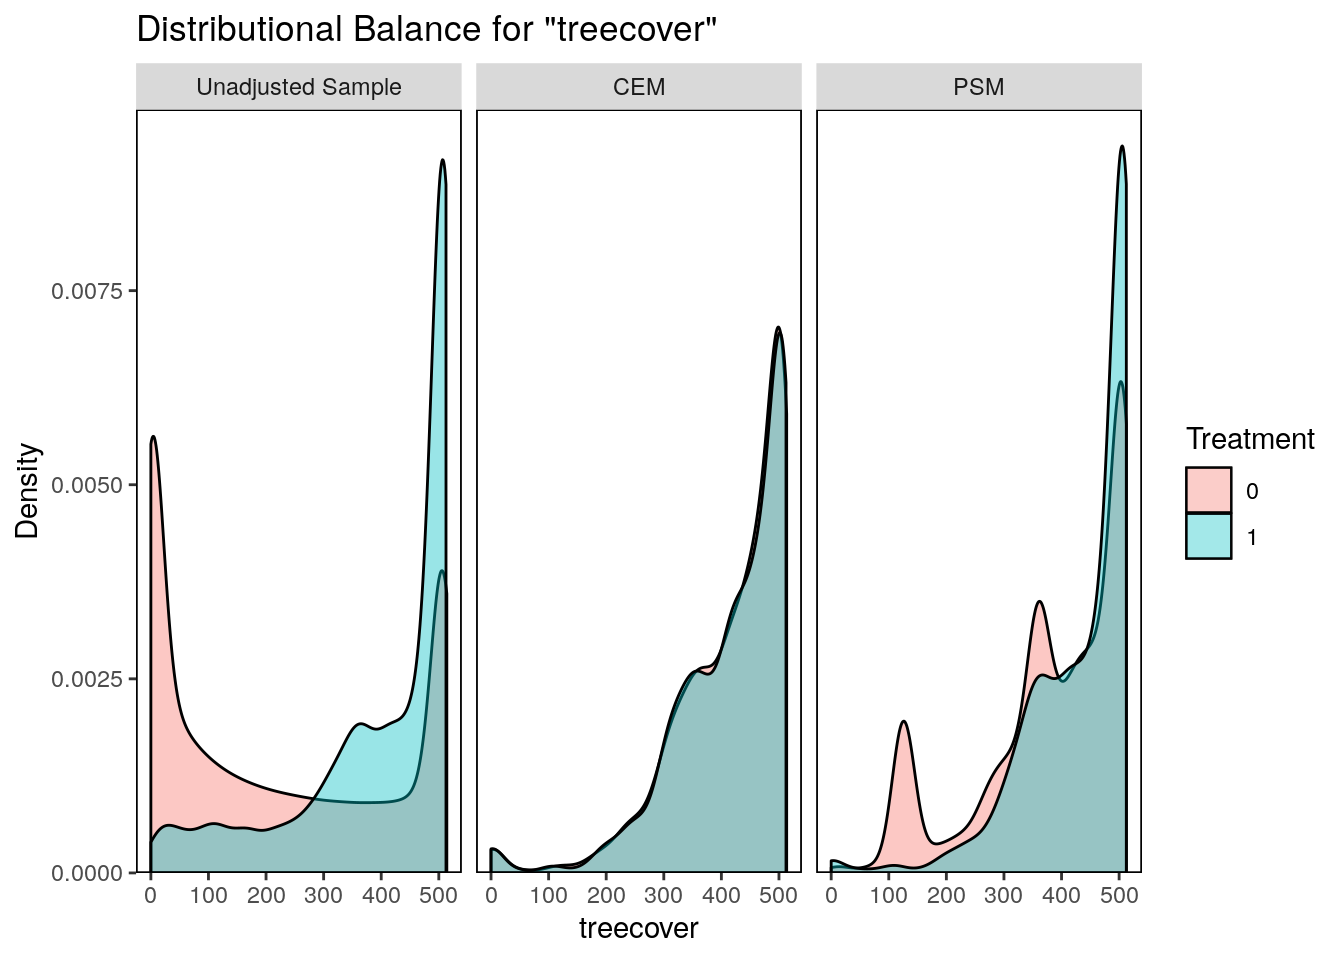 Distributional Balance for "treecover"
Unadjusted Sample
CEM
PSM
Density
0.0075
0.0050
0.0025
0.0000
0 100 200 300 400 500
0 100 200 300 400 500
0 100 200 300 400 500
treecover
Treatment
0
1